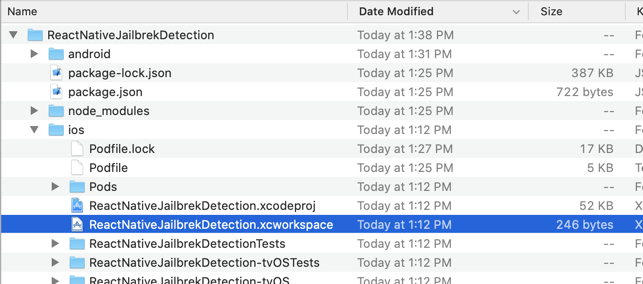 Name Date Modified Size
ReactNativeJailbrekDetection Today at 1:38 PM --
android Today at 1:31 PM --
package-lock.json Today at 1:25 PM 387 KB
package.json Today at 1:25 PM 722 bytes
node_modules Today at 1:25 PM --
ios Today at 1:12 PM --
Podfile.lock Today at 1:27 PM 17 KB
Podfile Today at 1:25 PM 5 KB
Pods Today at 1:12 PM --
ReactNativeJailbrekDetection.xcodeproj Today at 1:12 PM 52 KB
ReactNativeJailbrekDetection.xcworkspace Today at 1:12 PM 246 bytes
ReactNativeJailbrekDetectionTests Today at 1:12 PM --
ReactNativeJailbrekDetection-tvOSTests Today at 1:12 PM --
ReactNativeJailbrekDetection-tvOS Today at 1:12 PM --